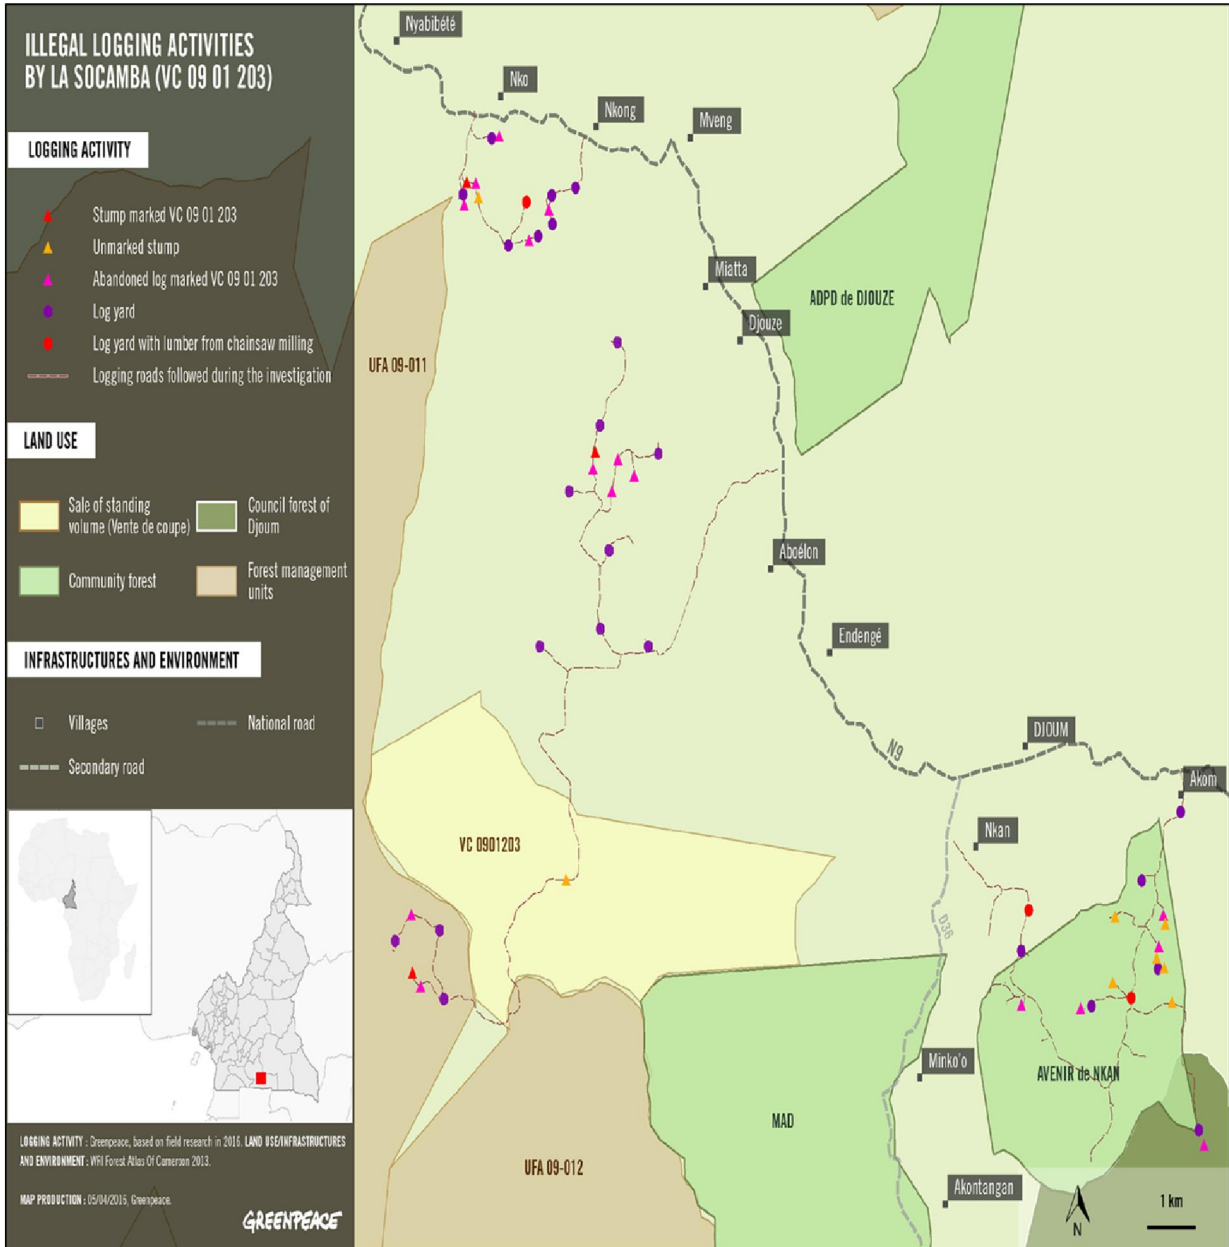 ILLEGAL LOGGING ACTIVITIES
BY LA SOCAMBA (VC 09 01 203)
LOGGING ACTIVITY
Stump marked VC 09 01 203
Unmarked stump
Abandoned log marked VC 09 01 203
Log yard
Log yard with lumber from chainsaw milling
Logging roads followed during the investigation
LAND USE
Sale of standing
volume (Vente de coupe)
Council forest of
Djoum
Community forest
Forest management
units
INFRASTRUCTURES AND ENVIRONMENT
Villages
National road
Secondary road
LOGGING ACTIVITY : Greenpeace, based on field research in 2016. LAND USE/INFRASTRUCTURES
AND ENVIRONMENT : WRI Forest Atlas Of Cameroon 2013.
MAP PRODUCTION : 05/04/2016, Greenpeace.
GREENPEACE
Nyabibété
Nko
Nkong
Mveng
Miatta
ADPD de DJOUZE
Djouze
UFA 09-011
Aboélon
Endengé
N9
DJOUM
Akom
Nkan
VC 0901203
D36
Minko'o
AVENIR de NKAN
MAD
UFA 09-012
Akontangan
N
1 km